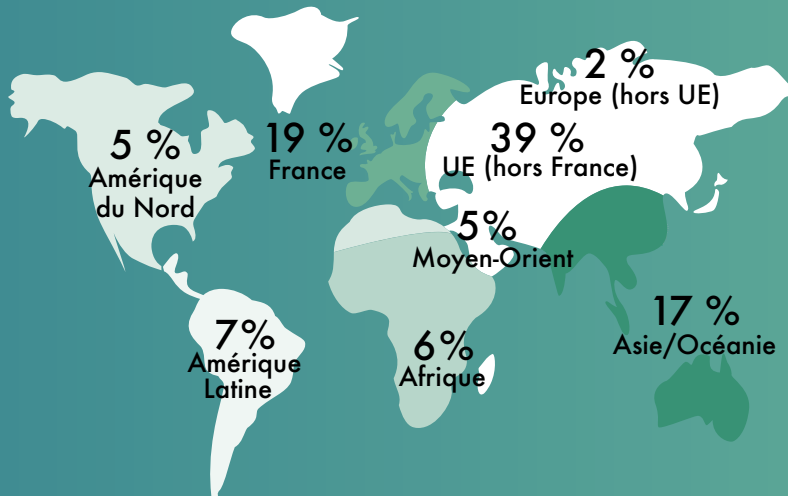 2 %
Europe (hors UE)
5 %
Amérique
du Nord
19 %
France
39 %
UE (hors France)
5%
Moyen-Orient
7%
Amérique
Latine
6%
Afrique
17 %
Asie/Océanie